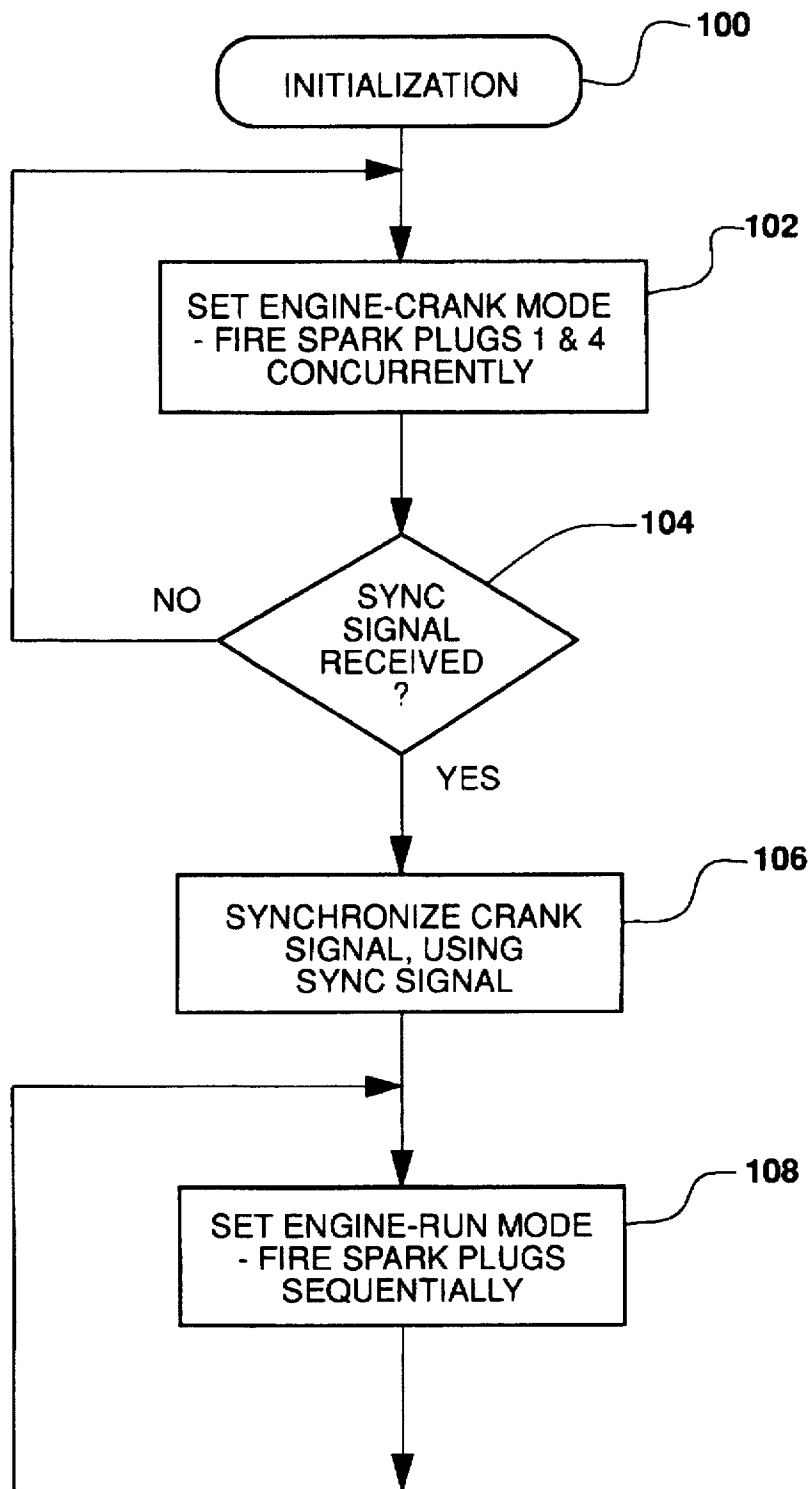 100
INITIALIZATION
102
SET ENGINE-CRANK MODE
- FIRE SPARK PLUGS 1 & 4
CONCURRENTLY
104
NO
SYNC
SIGNAL
RECEIVED
?
YES
106
SYNCHRONIZE CRANK
SIGNAL, USING
SYNC SIGNAL
108
SET ENGINE-RUN MODE
- FIRE SPARK PLUGS
SEQUENTIALLY